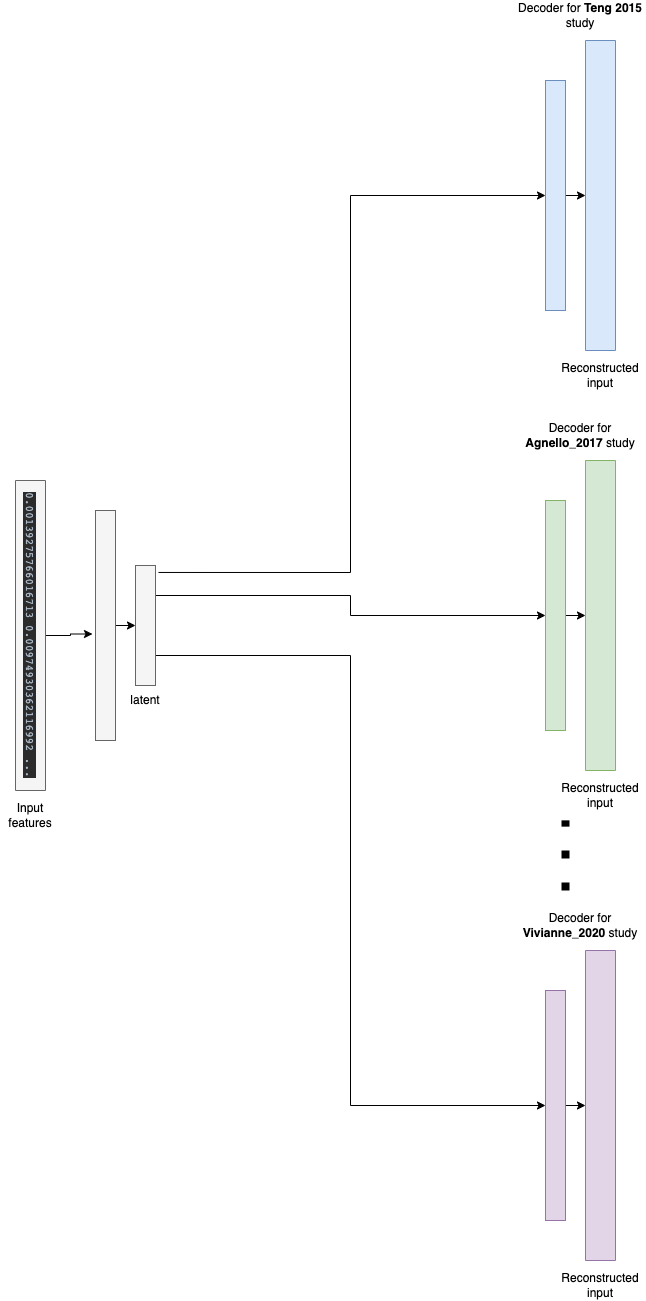 Decoder for Teng 2015
study
Reconstructed
input
Decoder for
Agnello_2017 study
0.00139275766016713 0.00974930362116992 ...
latent
Reconstructed
input
Input
features
Decoder for
Vivianne_2020 study
Reconstructed
input